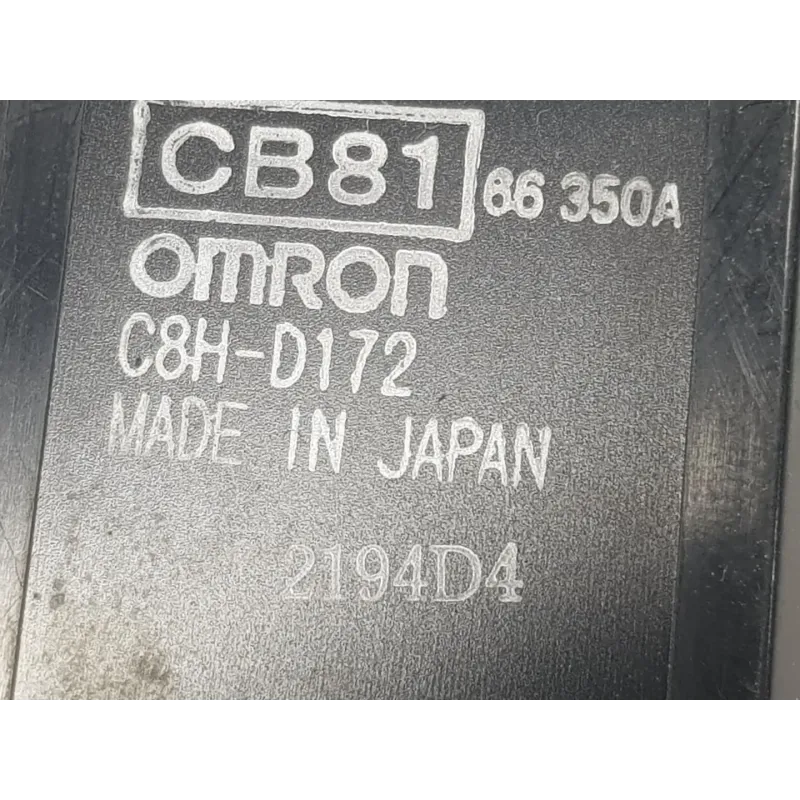 CB81 66 350A
omron
C8H-D172
MADE IN JAPAN
2194D4